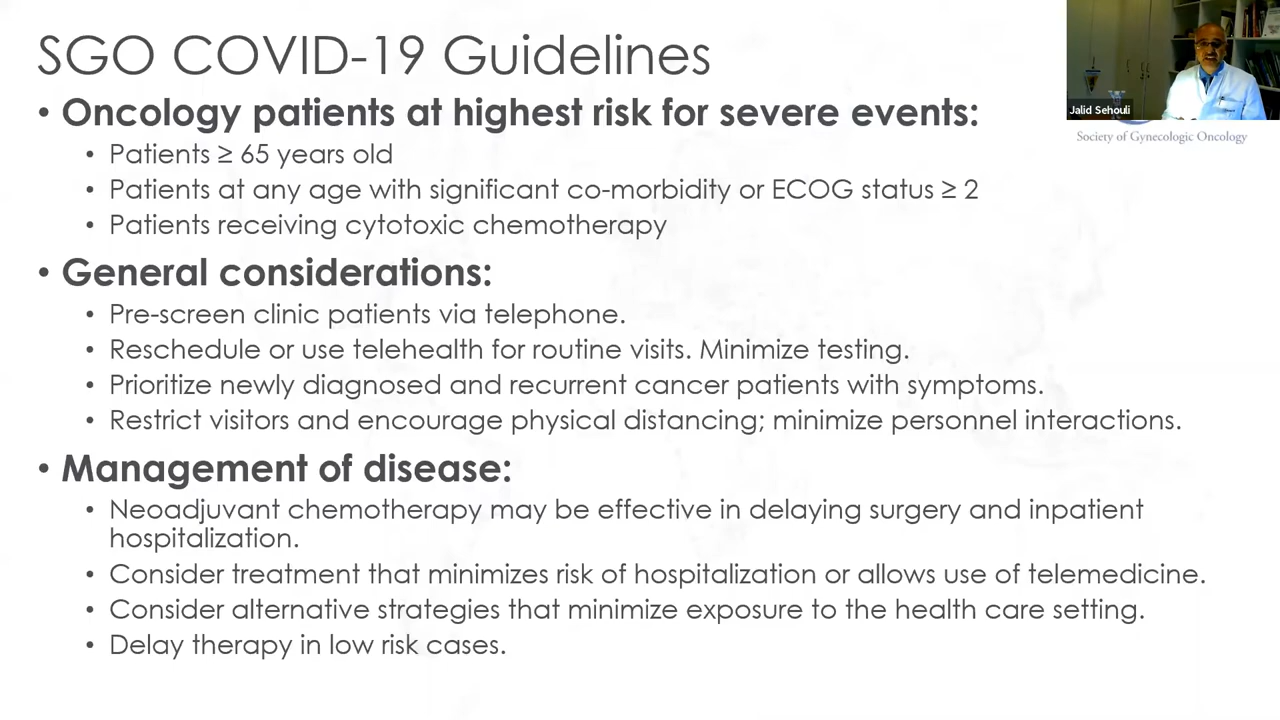 SGO COVID-19 Guidelines
Jalid Sehouli
Society of Gynecologic Oncology
• Oncology patients at highest risk for severe events:
• Patients ≥ 65 years old
• Patients at any age with significant co-morbidity or ECOG status ≥ 2
• Patients receiving cytotoxic chemotherapy
• General considerations:
• Pre-screen clinic patients via telephone.
• Reschedule or use telehealth for routine visits. Minimize testing.
• Prioritize newly diagnosed and recurrent cancer patients with symptoms.
• Restrict visitors and encourage physical distancing; minimize personnel interactions.
• Management of disease:
• Neoadjuvant chemotherapy may be effective in delaying surgery and inpatient
hospitalization.
• Consider treatment that minimizes risk of hospitalization or allows use of telemedicine.
• Consider alternative strategies that minimize exposure to the health care setting.
• Delay therapy in low risk cases.